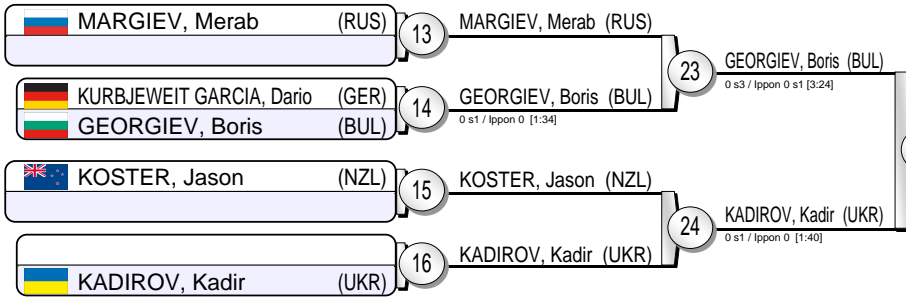 MARGIEV, Merab (RUS)
13
MARGIEV, Merab (RUS)
KURBJEWEIT GARCIA, Dario (GER)
GEORGIEV, Boris (BUL)
14
GEORGIEV, Boris (BUL)
0 s1 / Ippon 0 [1:34]
23
GEORGIEV, Boris (BUL)
0 s3 / Ippon 0 s1 [3:24]
KOSTER, Jason (NZL)
15
KOSTER, Jason (NZL)
KADIROV, Kadir (UKR)
16
KADIROV, Kadir (UKR)
24
KADIROV, Kadir (UKR)
0 s1 / Ippon 0 [1:40]